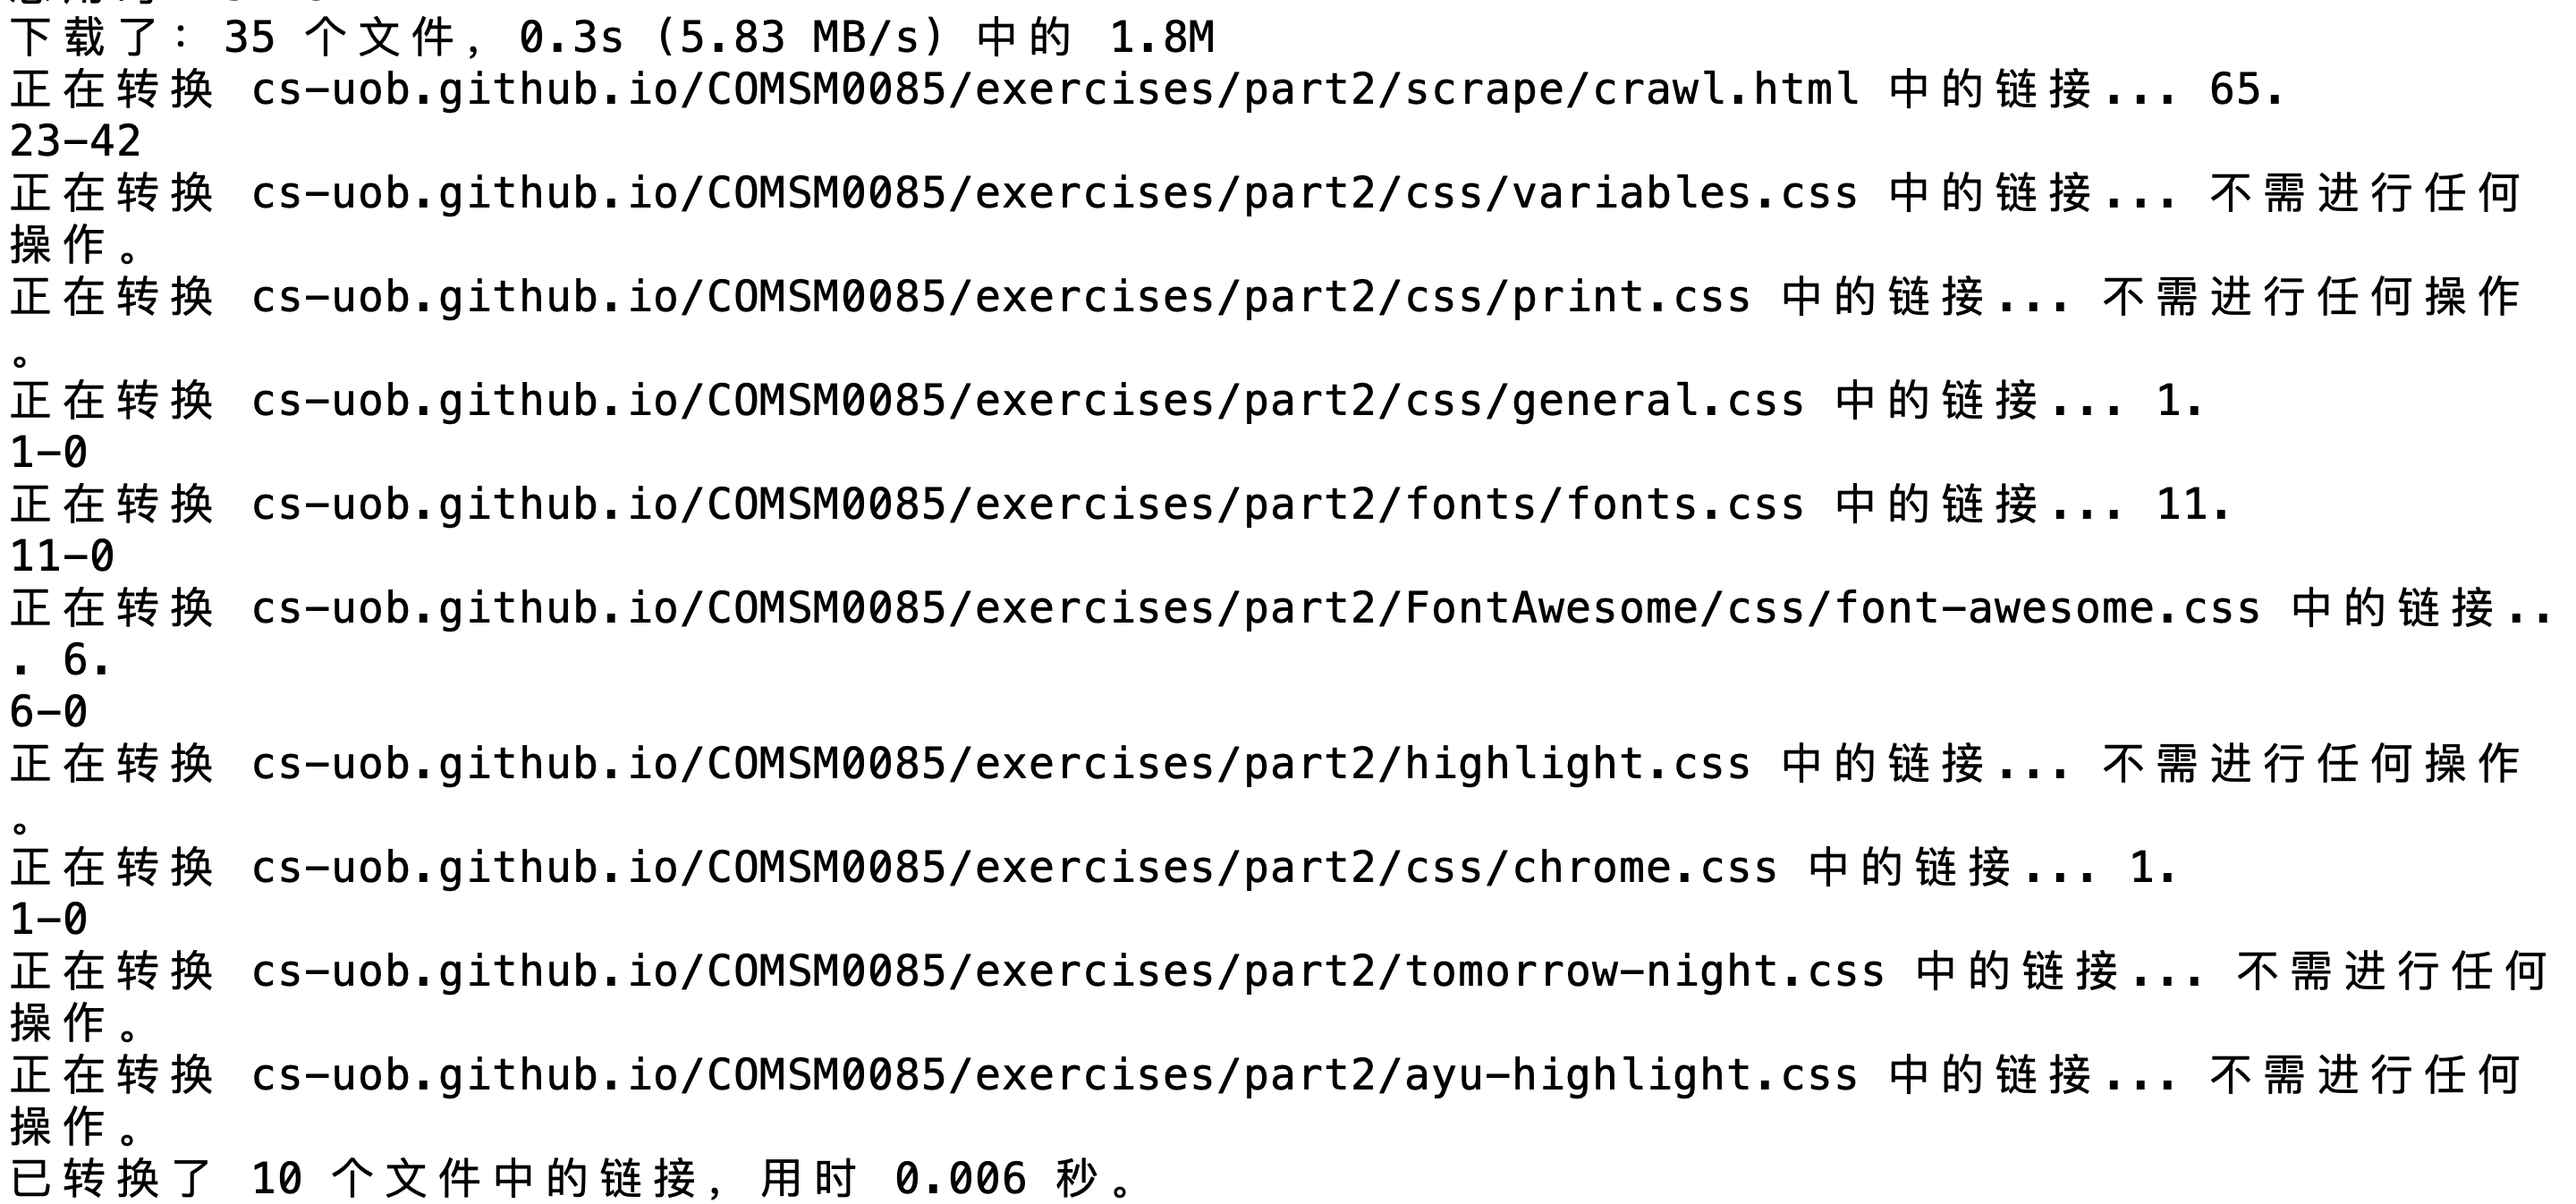 下载了：35 个文件，0.3s (5.83 MB/s) 中的 1.8M
正在转换 cs-uob.github.io/COMSM0085/exercises/part2/scrape/crawl.html 中的链接... 65.
23-42
正在转换 cs-uob.github.io/COMSM0085/exercises/part2/css/variables.css 中的链接... 不需进行任何
操作。
正在转换 cs-uob.github.io/COMSM0085/exercises/part2/css/print.css 中的链接... 不需进行任何操作
。
正在转换 cs-uob.github.io/COMSM0085/exercises/part2/css/general.css 中的链接... 1.
1-0
正在转换 cs-uob.github.io/COMSM0085/exercises/part2/fonts/fonts.css 中的链接... 11.
11-0
正在转换 cs-uob.github.io/COMSM0085/exercises/part2/FontAwesome/css/font-awesome.css 中的链接..
. 6.
6-0
正在转换 cs-uob.github.io/COMSM0085/exercises/part2/highlight.css 中的链接... 不需进行任何操作
。
正在转换 cs-uob.github.io/COMSM0085/exercises/part2/css/chrome.css 中的链接... 1.
1-0
正在转换 cs-uob.github.io/COMSM0085/exercises/part2/tomorrow-night.css 中的链接... 不需进行任何
操作。
正在转换 cs-uob.github.io/COMSM0085/exercises/part2/ayu-highlight.css 中的链接... 不需进行任何
操作。
已转换了 10 个文件中的链接，用时 0.006 秒。